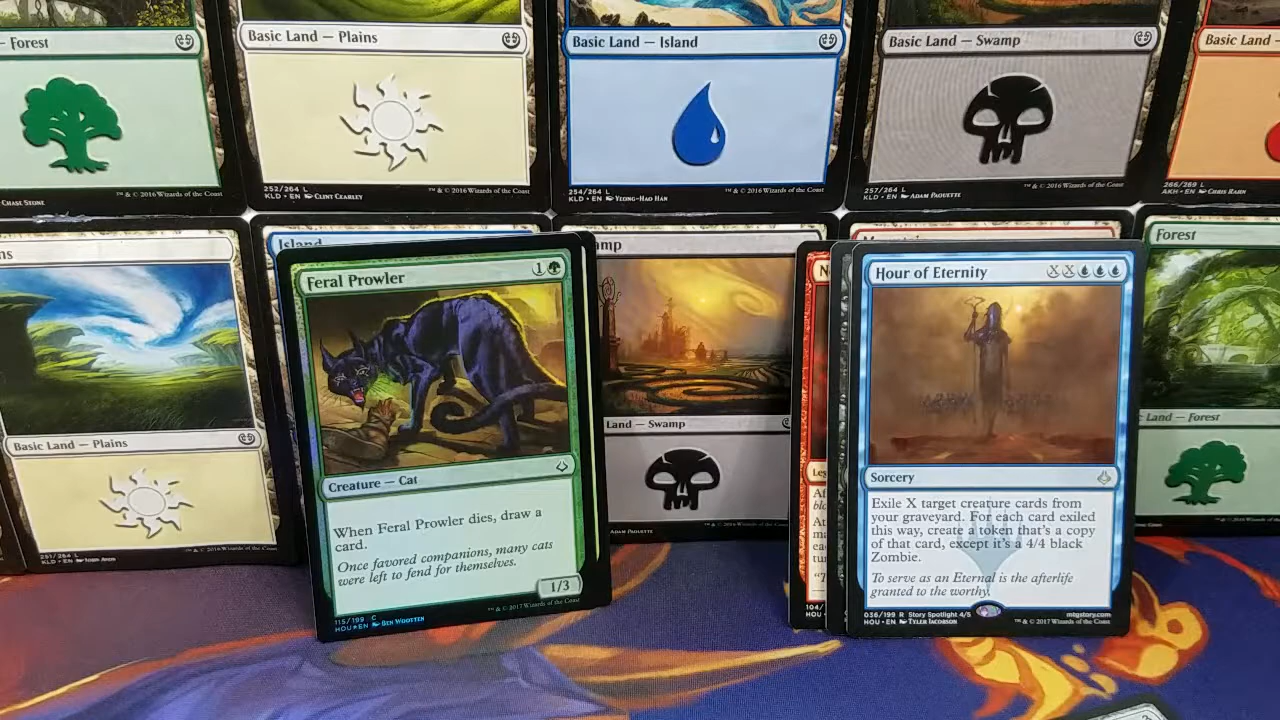 — Forest
Basic Land — Plains
Basic Land — Island
Basic Land — Swamp
Basic Land —
CHASE STONE
™ & © 2016 Wizards of the Coast
252/264 L
KLD • EN CLINT CEARLEY
™ & © 2016 Wizards of the Coast
254/264 L
KLD • EN YEONG-HAO HAN
™ & © 2016 Wizards of the Coast
257/264 L
KLD • EN ADAM PAQUETTE
™ & © 2016 Wizards of the Coast
266/269 L
AKH • EN CHRIS RAHN
Island
Forest
Basic Land — Plains
251/264 L
™ & © 2016 Wizards of the Coast
Feral Prowler 1
Creature — Cat
When Feral Prowler dies, draw a
card.
Once favored companions, many cats
were left to fend for themselves.
1/3
115/199 C
HOU ★ EN BEN WOOTTEN
™ & © 2017 Wizards of the Coast
Land — Swamp
ADAM PAQUETTE
104/
HOU
Hour of Eternity X X
Sorcery
Exile X target creature cards from
your graveyard. For each card exiled
this way, create a token that's a copy
of that card, except it's a 4/4 black
Zombie.
To serve as an Eternal is the afterlife
granted to the worthy.
036/199 R Story Spotlight 4/5
mtgstory.com
HOU • EN TYLER JACOBSON
™ & © 2017 Wizards of the Coast
Land — Forest